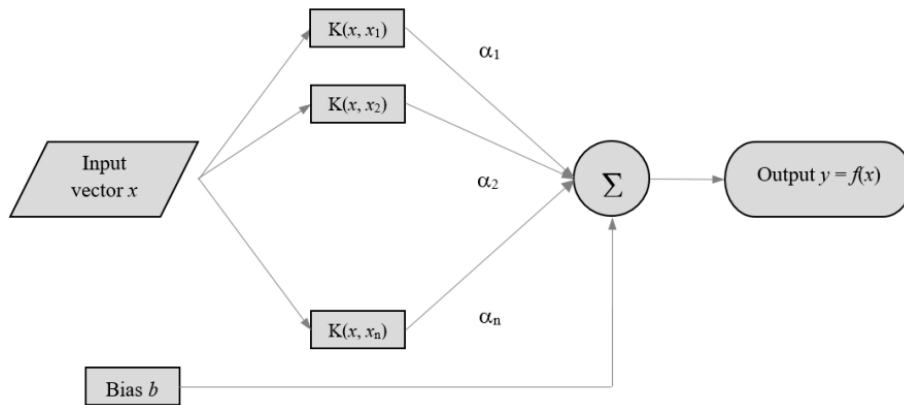 K(x, x₁)
α₁
K(x, x₂)
Input
vector x
α₂
Σ
Output y = f(x)
K(x, xₙ)
αₙ
Bias b